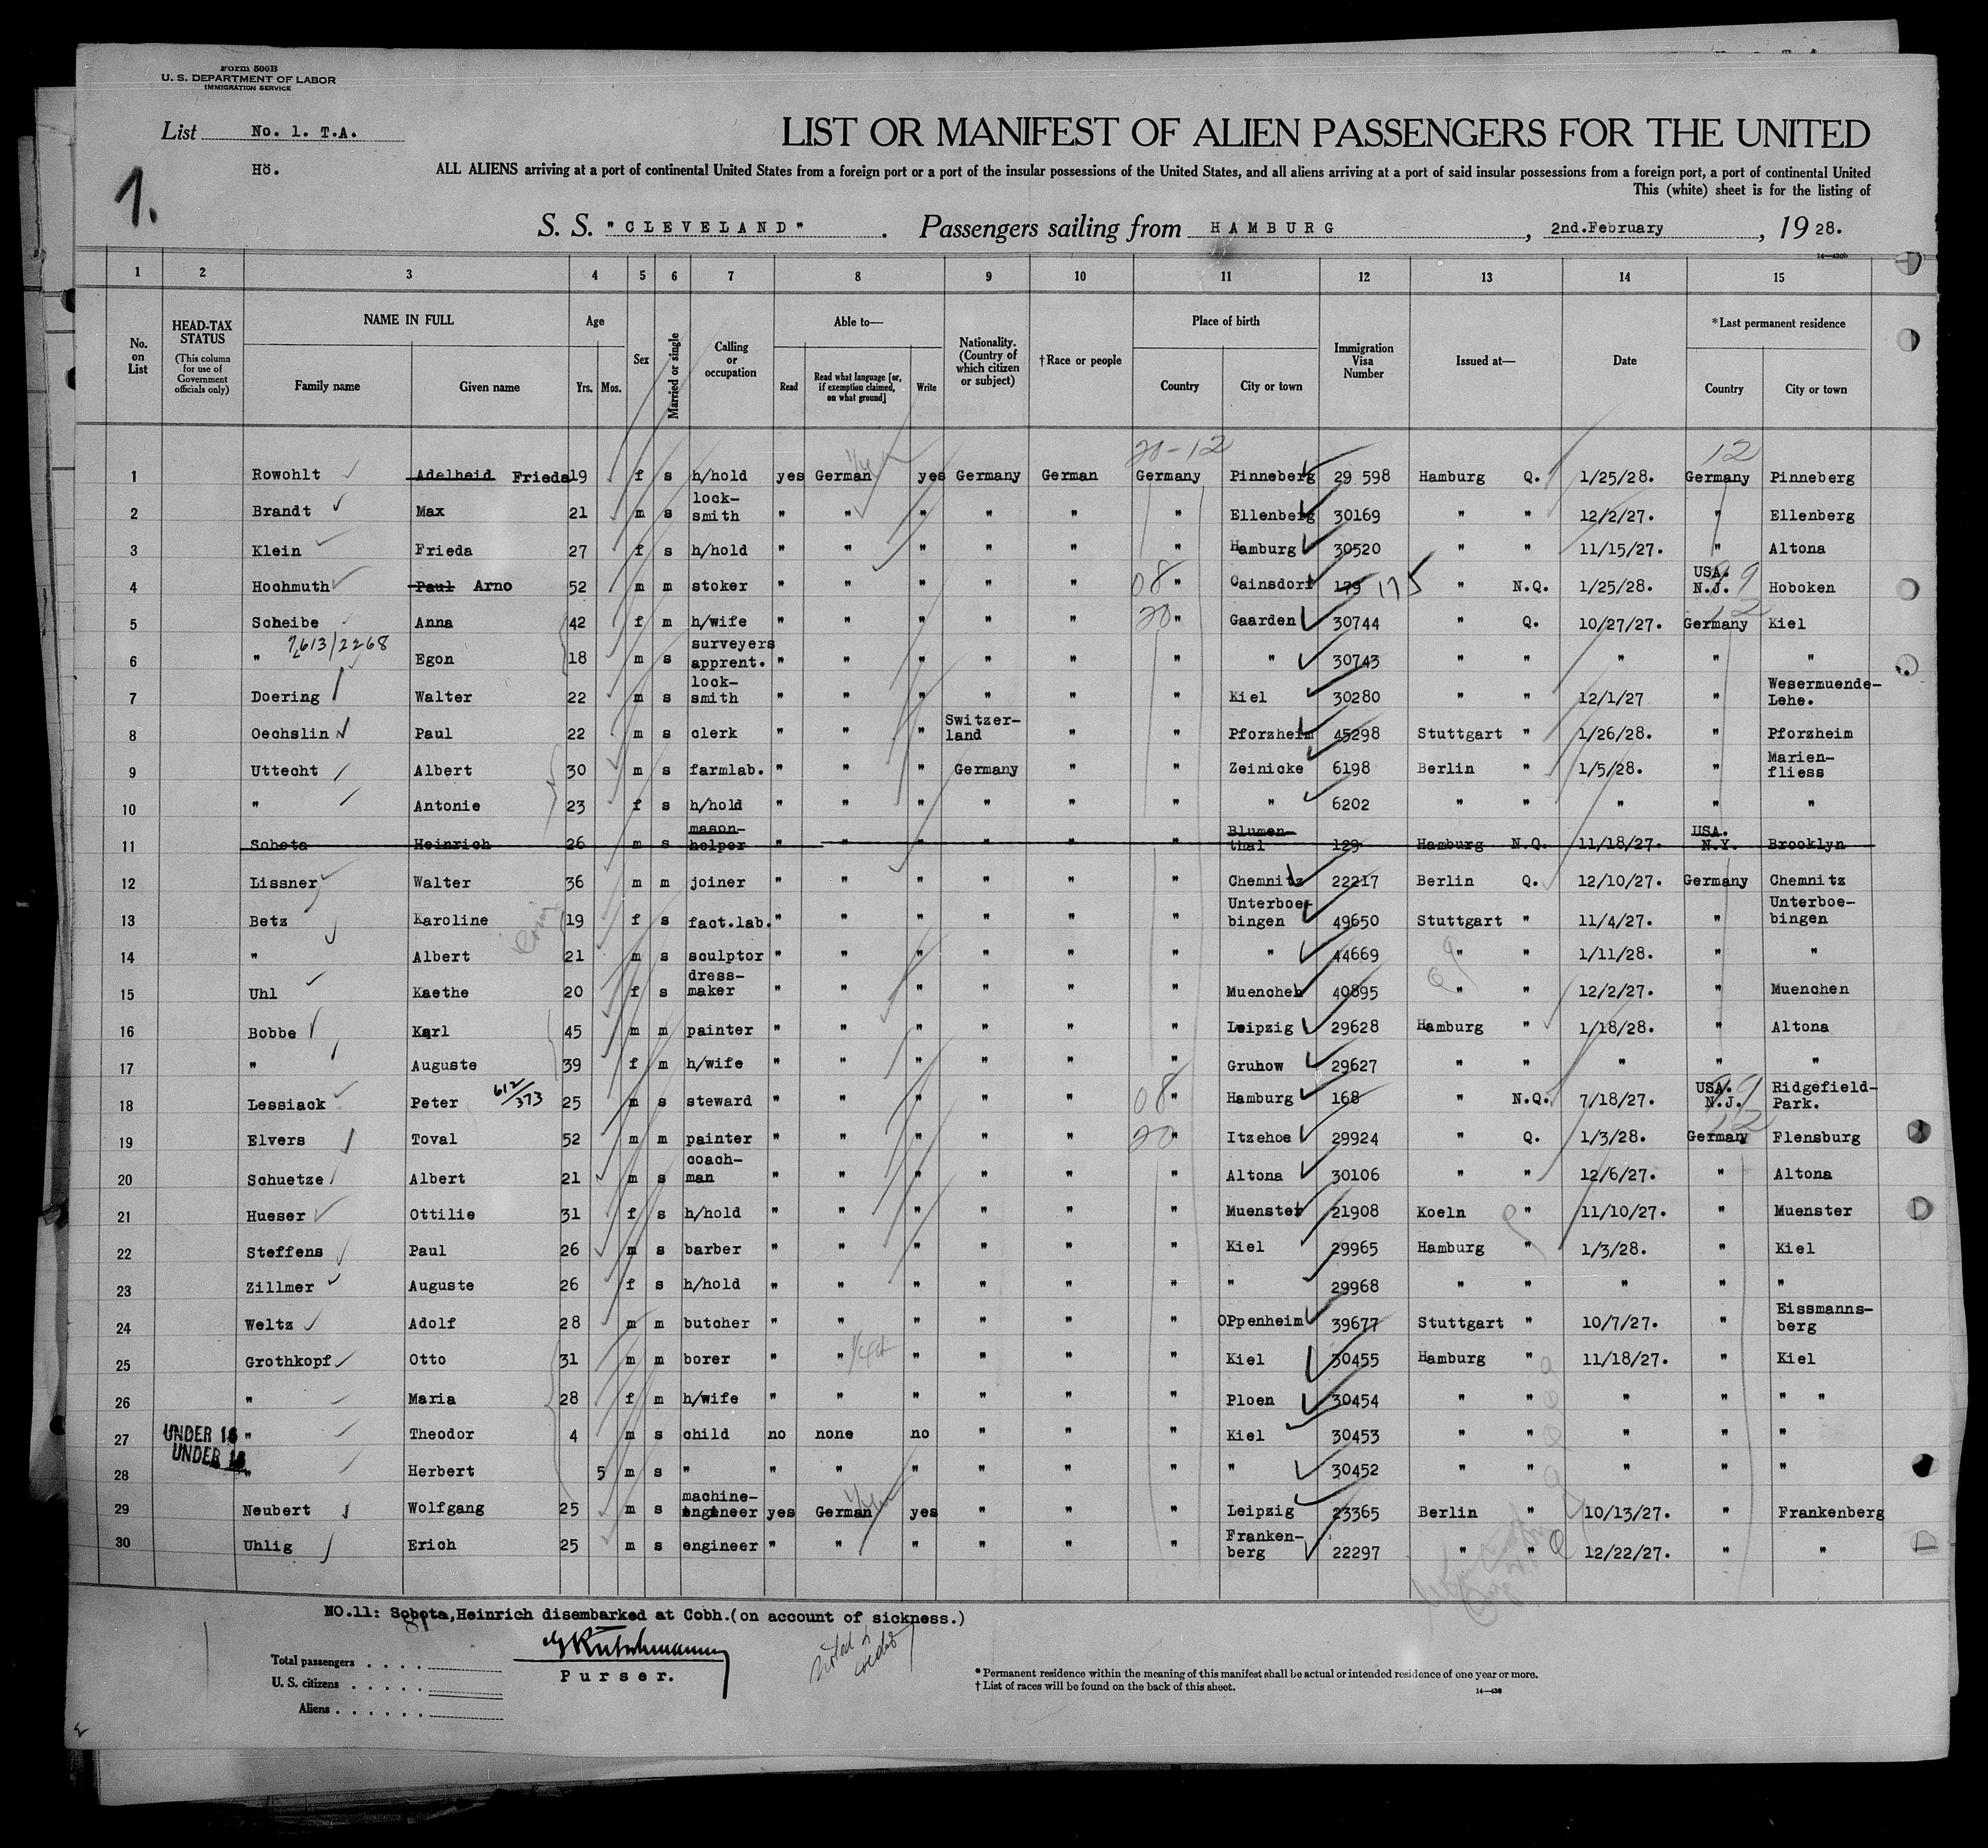 Form 500B
U. S. DEPARTMENT OF LABOR
IMMIGRATION SERVICE
List No. 1. T.A.
Hö.
1.
LIST OR MANIFEST OF ALIEN PASSENGERS FOR THE UNITED
ALL ALIENS arriving at a port of continental United States from a foreign port or a port of the insular possessions of the United States, and all aliens arriving at a port of said insular possessions from a foreign port, a port of continental United
This (white) sheet is for the listing of
S. S. "CLEVELAND" . Passengers sailing from HAMBURG , 2nd.February , 1928.
14—430b
1 2 3 4 5 6 7 8 9 10 11 12 13 14 15
No. on List
HEAD-TAX STATUS (This column for use of Government officials only)
NAME IN FULL Family name Given name
Age Yrs. Mos.
Sex
Married or single
Calling or occupation
Able to— Read Read what language [or, if exemption claimed, on what ground] Write
Nationality. (Country of which citizen or subject)
†Race or people
Place of birth Country City or town
Immigration Visa Number
Issued at—
Date
*Last permanent residence Country City or town
20-12 12
1 Rowohlt Adelheid Frieda 19 f s h/hold yes German yes Germany German Germany Pinneberg 29 598 Hamburg Q. 1/25/28. Germany Pinneberg
2 Brandt Max 21 m s lock-smith " " " " " " Ellenberg 30169 " " 12/2/27. " Ellenberg
3 Klein Frieda 27 f s h/hold " " " " " " Hamburg 30520 " " 11/15/27. " Altona
4 Hochmuth Paul Arno 52 m m stoker " " " " " 08 " Cainsdorf 179 175 " N.Q. 1/25/28. USA. N.J. 99 Hoboken
5 Scheibe Anna 42 f m h/wife " " " " " 20 " Gaarden 30744 " Q. 10/27/27. 12 Germany Kiel
7613/2268
6 " Egon 18 m s surveyers apprent. " " " " " " " 30743 " " " " "
7 Doering Walter 22 m s lock-smith " " " " " " Kiel 30280 " " 12/1/27 " Wesermuende-Lehe.
8 Oechslin Paul 22 m s clerk " " " Switzer-land " " Pforzheim 45298 Stuttgart " 1/26/28. " Pforzheim
9 Uttecht Albert 30 m s farmlab. " " " Germany " " Zeinicke 6198 Berlin " 1/5/28. " Marien-fliess
10 " Antonie 23 f s h/hold " " " " " " " 6202 " " " " "
11 Sobota Heinrich 26 m s mason-helper " " " " " " Blumen-thal 129 Hamburg N.Q. 11/18/27. USA. N.Y. Brooklyn
12 Lissner Walter 36 m m joiner " " " " " " Chemnitz 22217 Berlin Q. 12/10/27. Germany Chemnitz
13 Betz Karoline 19 f s fact.lab. " " " " " " Unterboe-bingen 49650 Stuttgart " 11/4/27. " Unterboe-bingen
14 " Albert 21 m s sculptor " " " " " " " 44669 " " 1/11/28. " "
15 Uhl Kaethe 20 f s dress-maker " " " " " " Muenchen 40895 " " 12/2/27. " Muenchen
16 Bobbe Karl 45 m m painter " " " " " " Leipzig 29628 Hamburg " 1/18/28. " Altona
17 " Auguste 39 f m h/wife " " " " " " Gruhow 29627 " " " " "
612/373
18 Lessiack Peter 25 m s steward " " " " " 08 " Hamburg 168 " N.Q. 7/18/27. USA. N.J. 99 Ridgefield-Park.
19 Elvers Toval 52 m m painter " " " " " 20 " Itzehoe 29924 " Q. 1/3/28. 12 Germany Flensburg
20 Schuetze Albert 21 m s coach-man " " " " " " Altona 30106 " " 12/6/27. " Altona
21 Hueser Ottilie 31 f s h/hold " " " " " " Muenster 21908 Koeln " 11/10/27. " Muenster
22 Steffens Paul 26 m s barber " " " " " " Kiel 29965 Hamburg " 1/3/28. " Kiel
23 Zillmer Auguste 26 f s h/hold " " " " " " " 29968 " " " " "
24 Weltz Adolf 28 m m butcher " " " " " " OPpenheim 39677 Stuttgart " 10/7/27. " Eissmanns-berg
25 Grothkopf Otto 31 m m borer " " " " " " Kiel 30455 Hamburg " 11/18/27. " Kiel
26 " Maria 28 f m h/wife " " " " " " Ploen 30454 " " " " " "
27 UNDER 16 " Theodor 4 m s child no none no " " " Kiel 30453 " " " " "
28 UNDER 16 " Herbert 5 m s " " " " " " " " 30452 " " " " "
29 Neubert Wolfgang 25 m s machine-engineer yes German yes " " " Leipzig 23365 Berlin " 10/13/27. " Frankenberg
30 Uhlig Erich 25 m s engineer " " " " " " Franken-berg 22297 " " 12/22/27. " "
NO.11: Sobota,Heinrich disembarked at Cobh.(on account of sickness.)
Total passengers . . . .
U. S. citizens . . . . .
Aliens . . . . . .
Purser.
*Permanent residence within the meaning of this manifest shall be actual or intended residence of one year or more.
†List of races will be found on the back of this sheet.
14—430